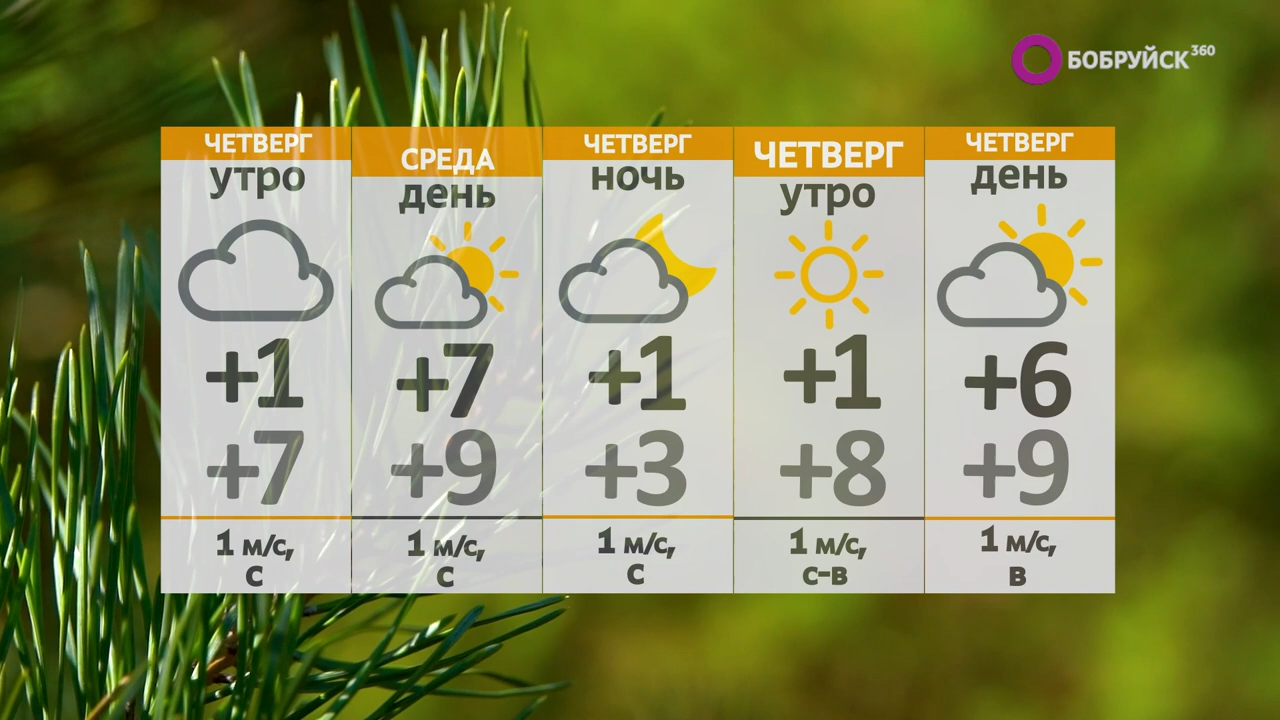 БОБРУЙСК360
ЧЕТВЕРГ
утро
+1
+7
1 м/с,
с
СРЕДА
день
+7
+9
1 м/с,
с
ЧЕТВЕРГ
ночь
+1
+3
1 м/с,
с
ЧЕТВЕРГ
утро
+1
+8
1 м/с,
с-в
ЧЕТВЕРГ
день
+6
+9
1 м/с,
в